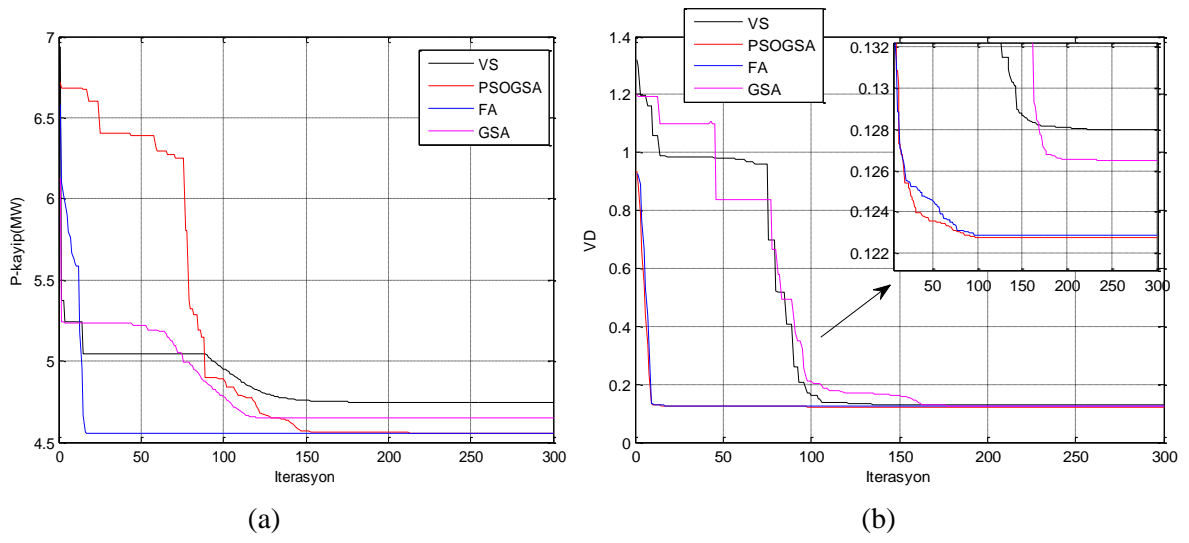 7
6.5
6
5.5
5
4.5
0
50
100
150
200
250
300
P-kayip(MW)
Iterasyon
VS
PSOGSA
FA
GSA
(a)
1.4
1.2
1
0.8
0.6
0.4
0.2
0
0
50
100
150
200
250
300
VD
Iterasyon
VS
PSOGSA
FA
GSA
0.132
0.13
0.128
0.126
0.124
0.122
50
100
150
200
250
300
(b)